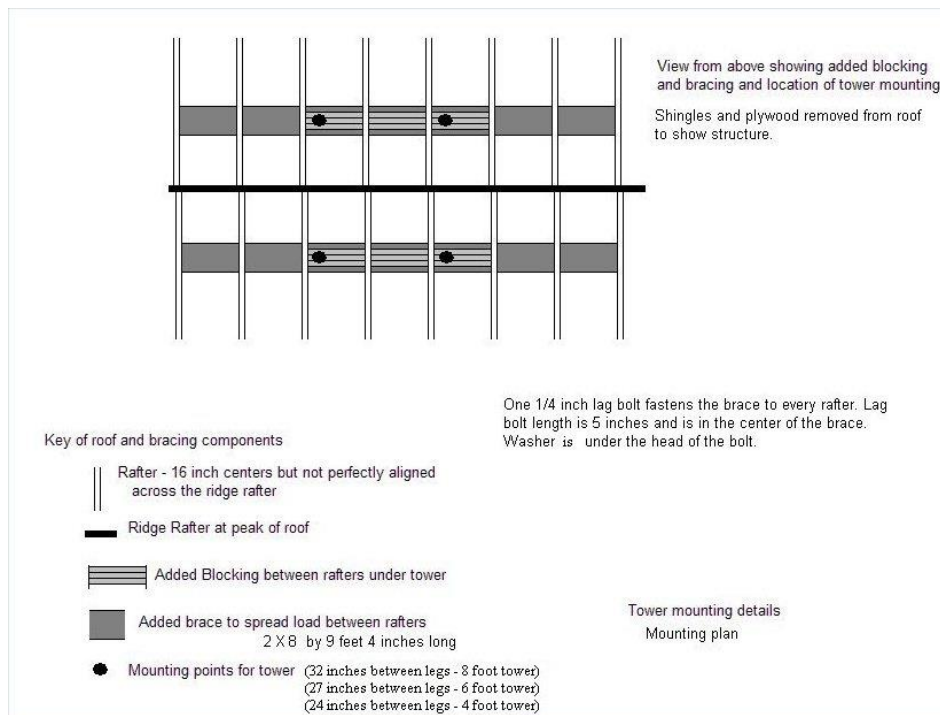 View from above showing added blocking
and bracing and location of tower mounting
Shingles and plywood removed from roof
to show structure.
One 1/4 inch lag bolt fastens the brace to every rafter. Lag
bolt length is 5 inches and is in the center of the brace.
Washer is under the head of the bolt.
Key of roof and bracing components
Rafter - 16 inch centers but not perfectly aligned
across the ridge rafter
Ridge Rafter at peak of roof
Added Blocking between rafters under tower
Added brace to spread load between rafters
2 X 8 by 9 feet 4 inches long
Mounting points for tower (32 inches between legs - 8 foot tower)
(27 inches between legs - 6 foot tower)
(24 inches between legs - 4 foot tower)
Tower mounting details
Mounting plan